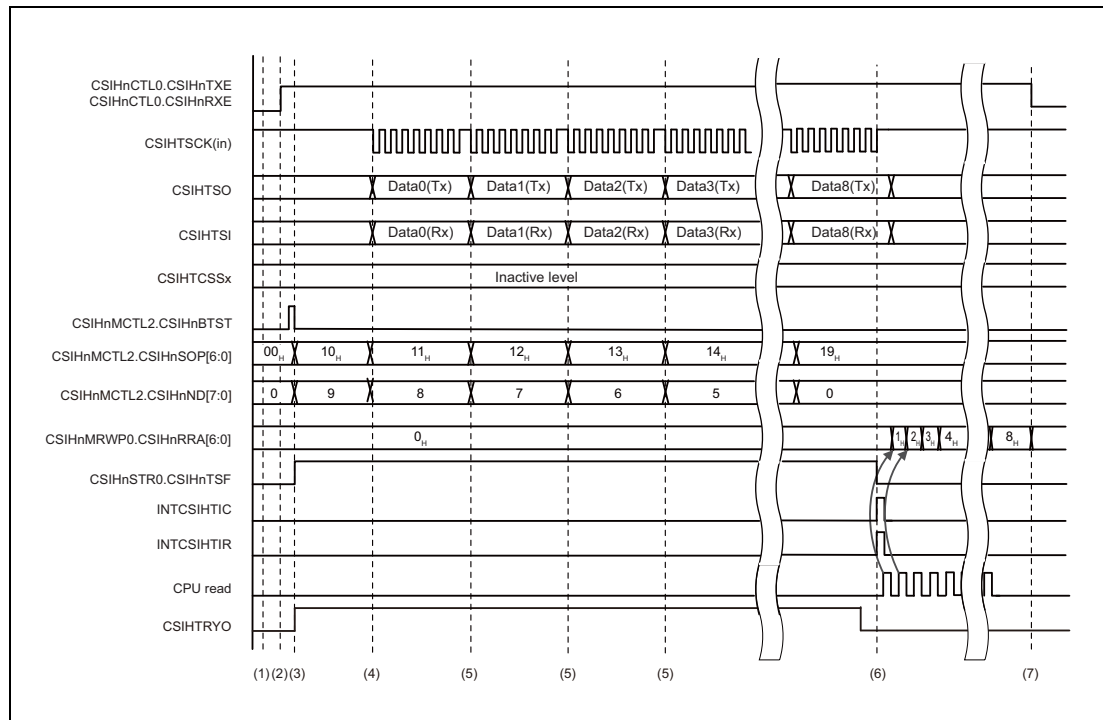 CSIHnCTL0.CSIHnTXE
CSIHnCTL0.CSIHnRXE
CSIHTSCK(in)
CSIHTSO
Data0(Tx) Data1(Tx) Data2(Tx) Data3(Tx) Data8(Tx)
CSIHTSI
Data0(Rx) Data1(Rx) Data2(Rx) Data3(Rx) Data8(Rx)
CSIHTCSSx
Inactive level
CSIHnMCTL2.CSIHnBTST
CSIHnMCTL2.CSIHnSOP[6:0]
00H 10H 11H 12H 13H 14H 19H
CSIHnMCTL2.CSIHnND[7:0]
0 9 8 7 6 5 0
CSIHnMRWP0.CSIHnRRA[6:0]
0H 1H 2H 3H 4H 8H
CSIHnSTR0.CSIHnTSF
INTCSIHTIC
INTCSIHTIR
CPU read
CSIHTRYO
(1) (2) (3) (4) (5) (5) (5) (5) (6) (7)